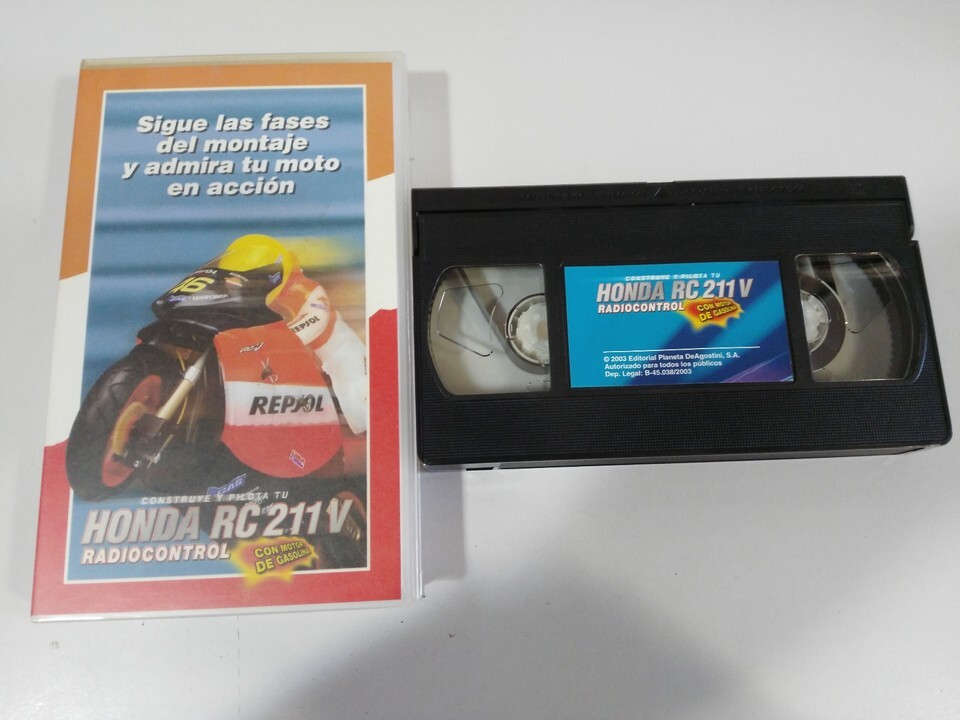 Sigue las fases
del montaje
y admira tu moto
en acción
46
REPSOL
REPSOL
CONSTRUYE Y PILOTA TU
HONDA RC 211 V
RADIOCONTROL
CON MOTOR
DE GASOLINA
CONSTRUYE Y PILOTA TU
HONDA RC 211 V
RADIOCONTROL
CON MOTOR
DE GASOLINA
© 2003 Editorial Planeta DeAgostini, S.A.
Autorizado para todos los públicos
Dep. Legal: B-45.038/2003